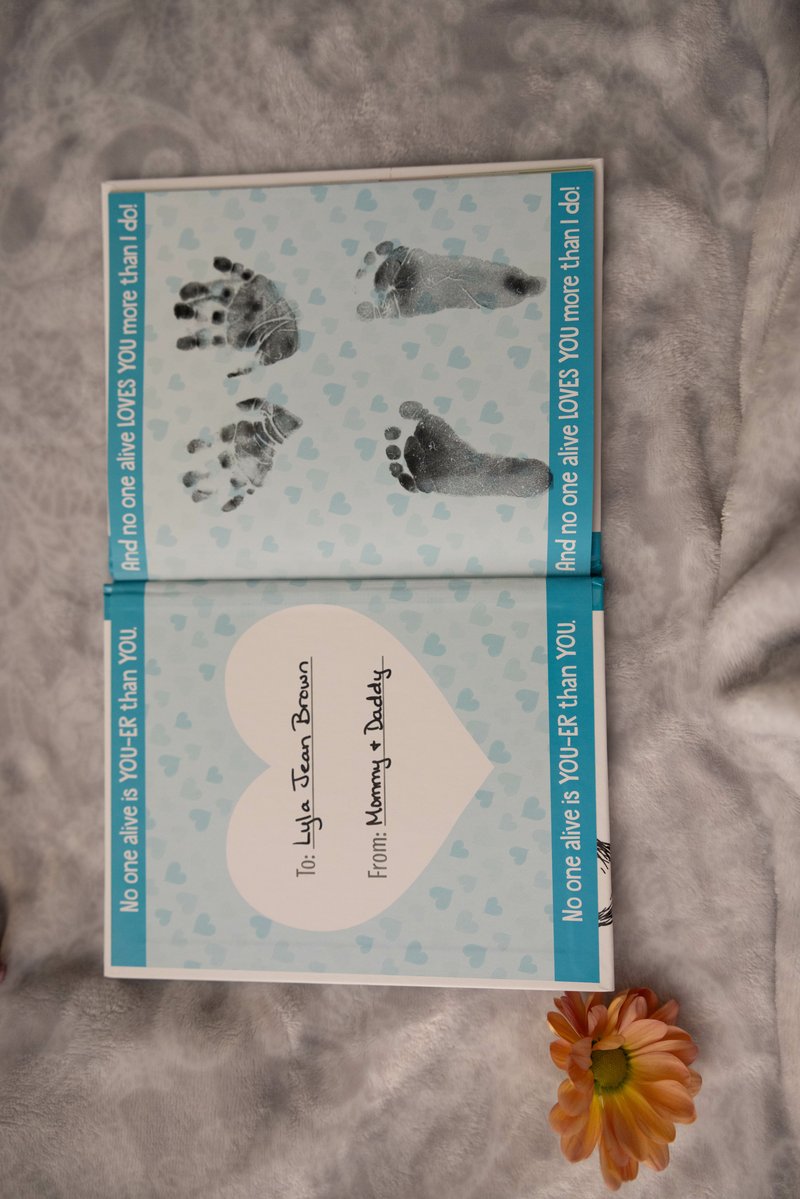 No one alive is YOU-ER than YOU.
And no one alive LOVES YOU more than I do!
To: Lyla Jean Brown
From: Mommy + Daddy
No one alive is YOU-ER than YOU.
And no one alive LOVES YOU more than I do!